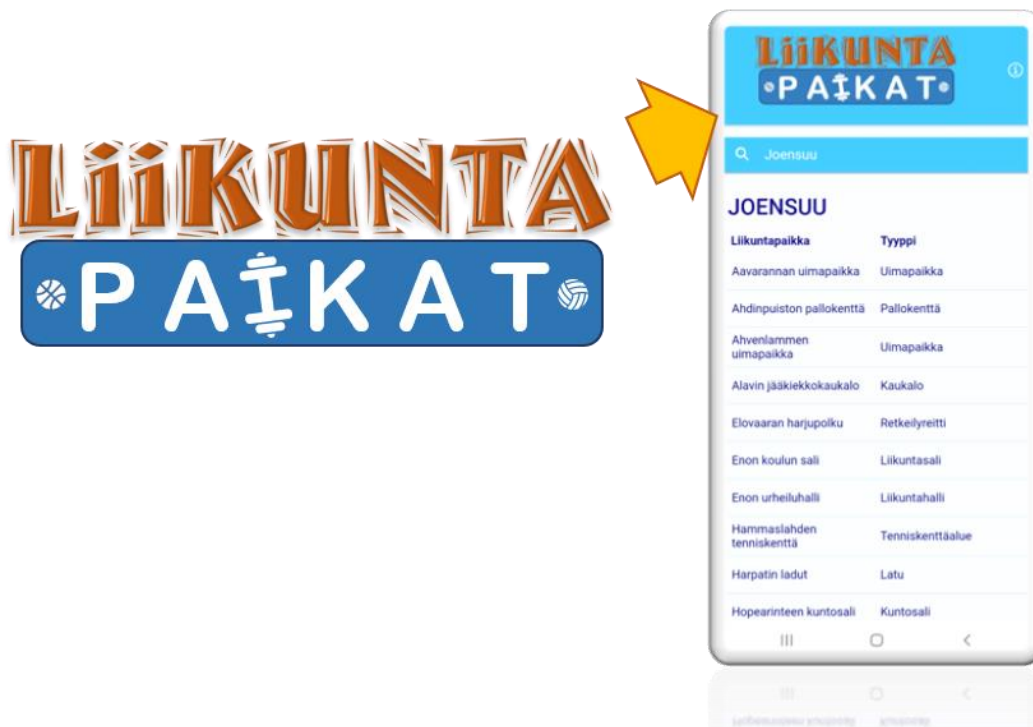 LiiKUNTA
PAIKAT
LiiKUNTA
PAIKAT
Joensuu
JOENSUU
Liikuntapaikka Tyyppi
Aavarannan uimapaikka Uimapaikka
Ahdinpuiston pallokenttä Pallokenttä
Ahvenlammen
uimapaikka Uimapaikka
Alavin jääkiekkokaukalo Kaukalo
Elovaaran harjupolku Retkeilyreitti
Enon koulun sali Liikuntasali
Enon urheiluhalli Liikuntahalli
Hammaslahden
tenniskenttä Tenniskenttäalue
Harpatin ladut Latu
Hopearinteen kuntosali Kuntosali